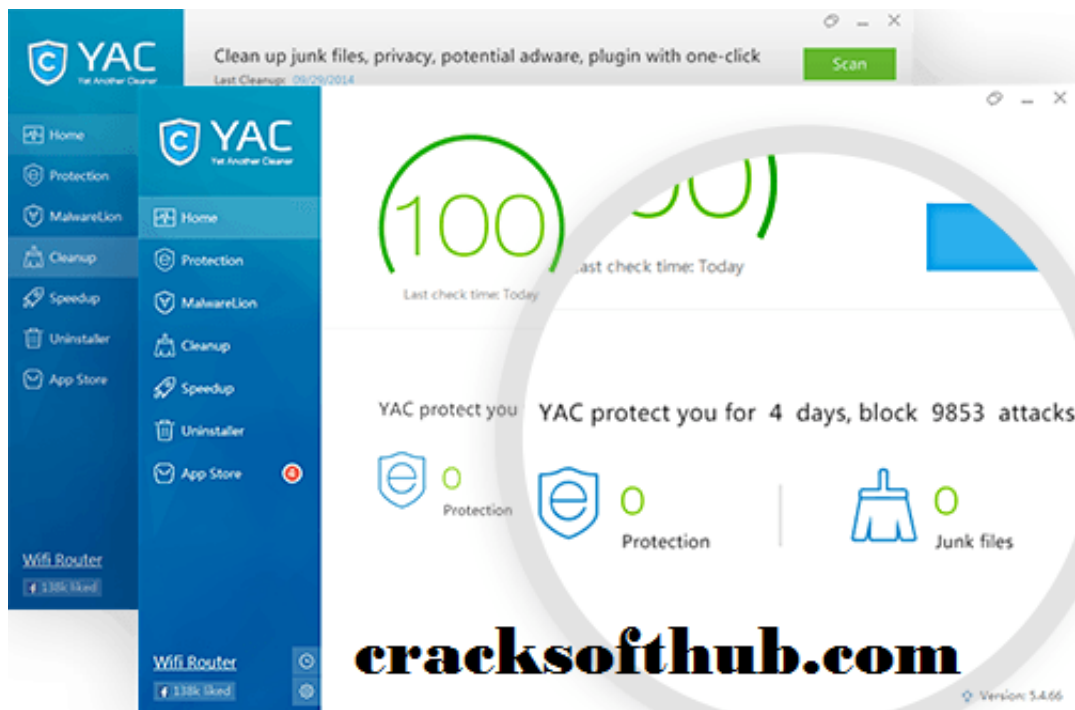 YAC
Yet Another Cleaner
Clean up junk files, privacy, potential adware, plugin with one-click
Last Cleanup: 09/29/2014
Scan
Home
Protection
MalwareLion
Cleanup
Speedup
Uninstaller
App Store
Wifi Router
138k liked
YAC
Yet Another Cleaner
Home
Protection
MalwareLion
Cleanup
Speedup
Uninstaller
App Store 4
Wifi Router
138k liked
100
Last check time: Today
YAC protect you
0
Protection
ast check time: Today
YAC protect you for 4 days, block 9853 attacks
0
Protection
0
Junk files
cracksofthub.com
Version: 5.4.66